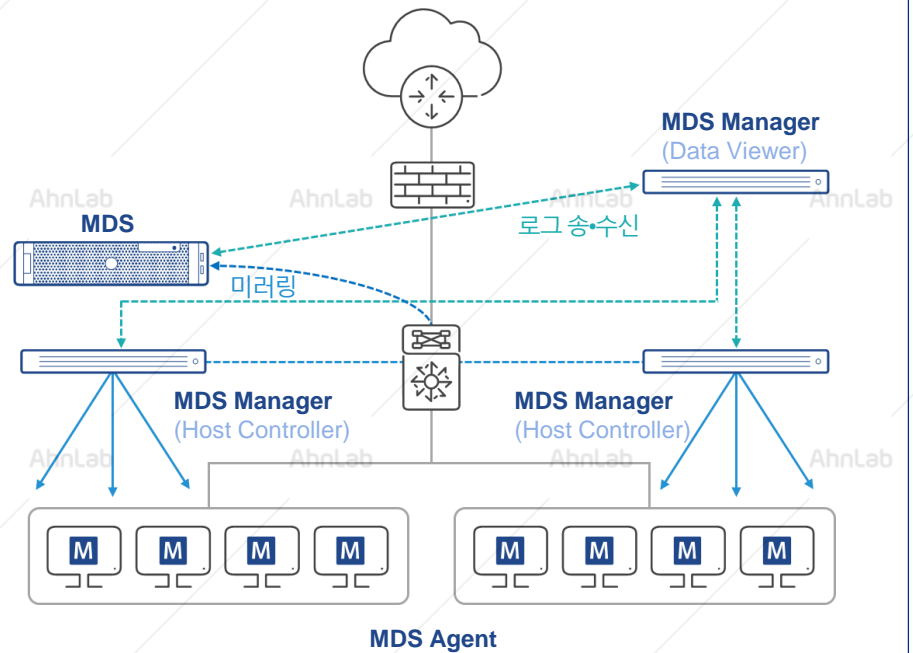 MDS Manager
(Data Viewer)
AhnLab
AhnLab
AhnLab
AhnLab
MDS
로그 송•수신
미러링
MDS Manager
(Host Controller)
MDS Manager
(Host Controller)
AhnLab
AhnLab
AhnLab
AhnLab
M
M
M
M
M
M
M
M
MDS Agent